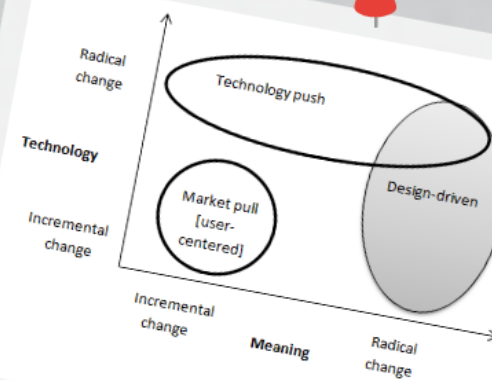 Radical
change
Technology push
Technology
Design-driven
Market pull
[user-
centered]
Incremental
change
Incremental
change
Meaning
Radical
change